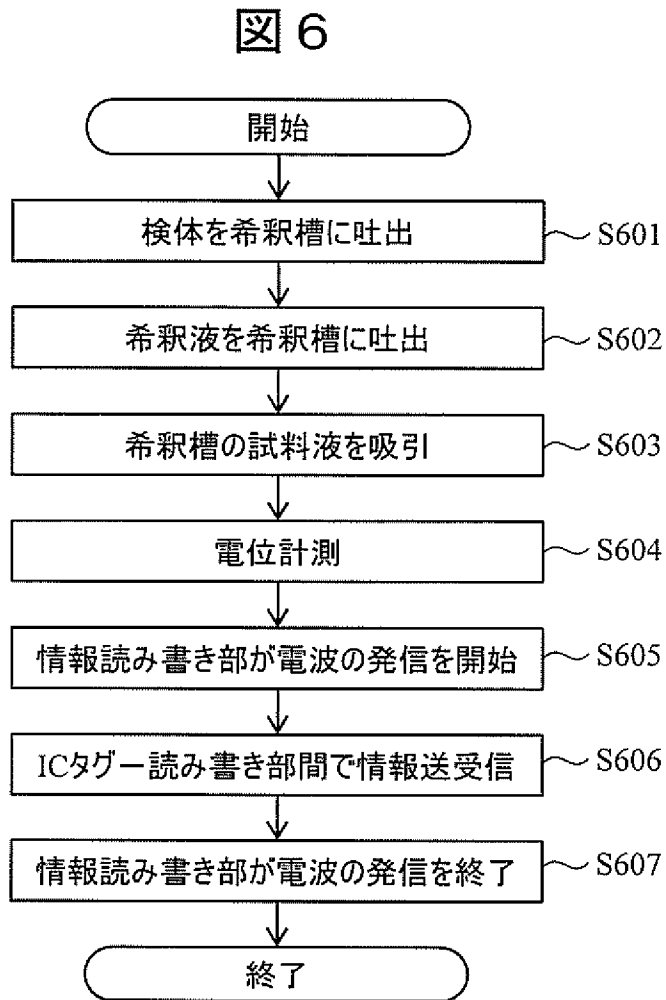 図6
開始
検体を希釈槽に吐出 S601
希釈液を希釈槽に吐出 S602
希釈槽の試料液を吸引 S603
電位計測 S604
情報読み書き部が電波の発信を開始 S605
ICタグー読み書き部間で情報送受信 S606
情報読み書き部が電波の発信を終了 S607
終了